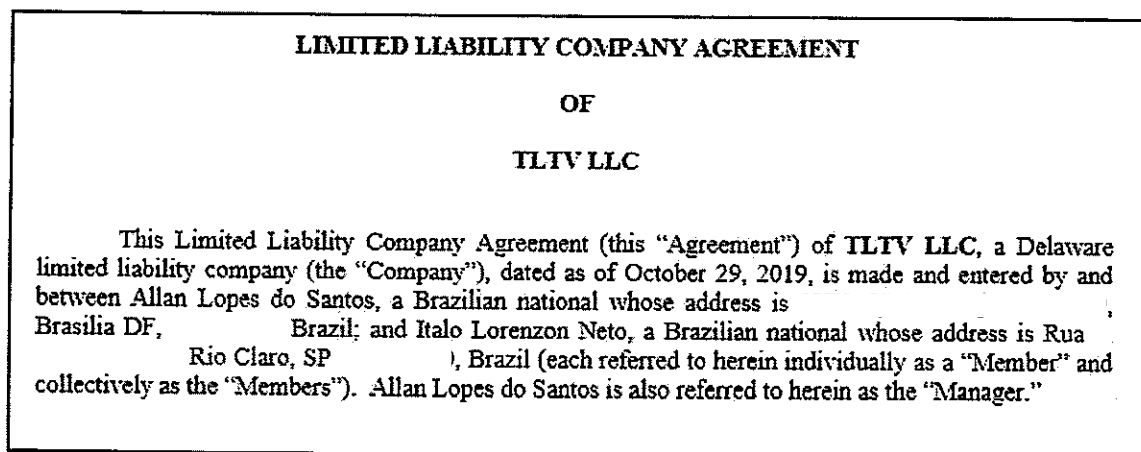 LIMITED LIABILITY COMPANY AGREEMENT
OF
TLTV LLC
This Limited Liability Company Agreement (this “Agreement”) of TLTV LLC, a Delaware
limited liability company (the “Company”), dated as of October 29, 2019, is made and entered by and
between Allan Lopes do Santos, a Brazilian national whose address is ,
Brasilia DF, Brazil; and Italo Lorenzon Neto, a Brazilian national whose address is Rua
Rio Claro, SP ), Brazil (each referred to herein individually as a “Member” and
collectively as the “Members”). Allan Lopes do Santos is also referred to herein as the “Manager.”